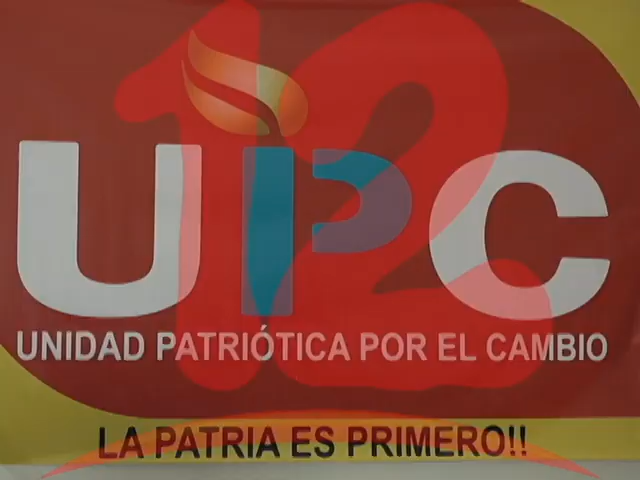 12
UPC
UNIDAD PATRIÓTICA POR EL CAMBIO
LA PATRIA ES PRIMERO!!